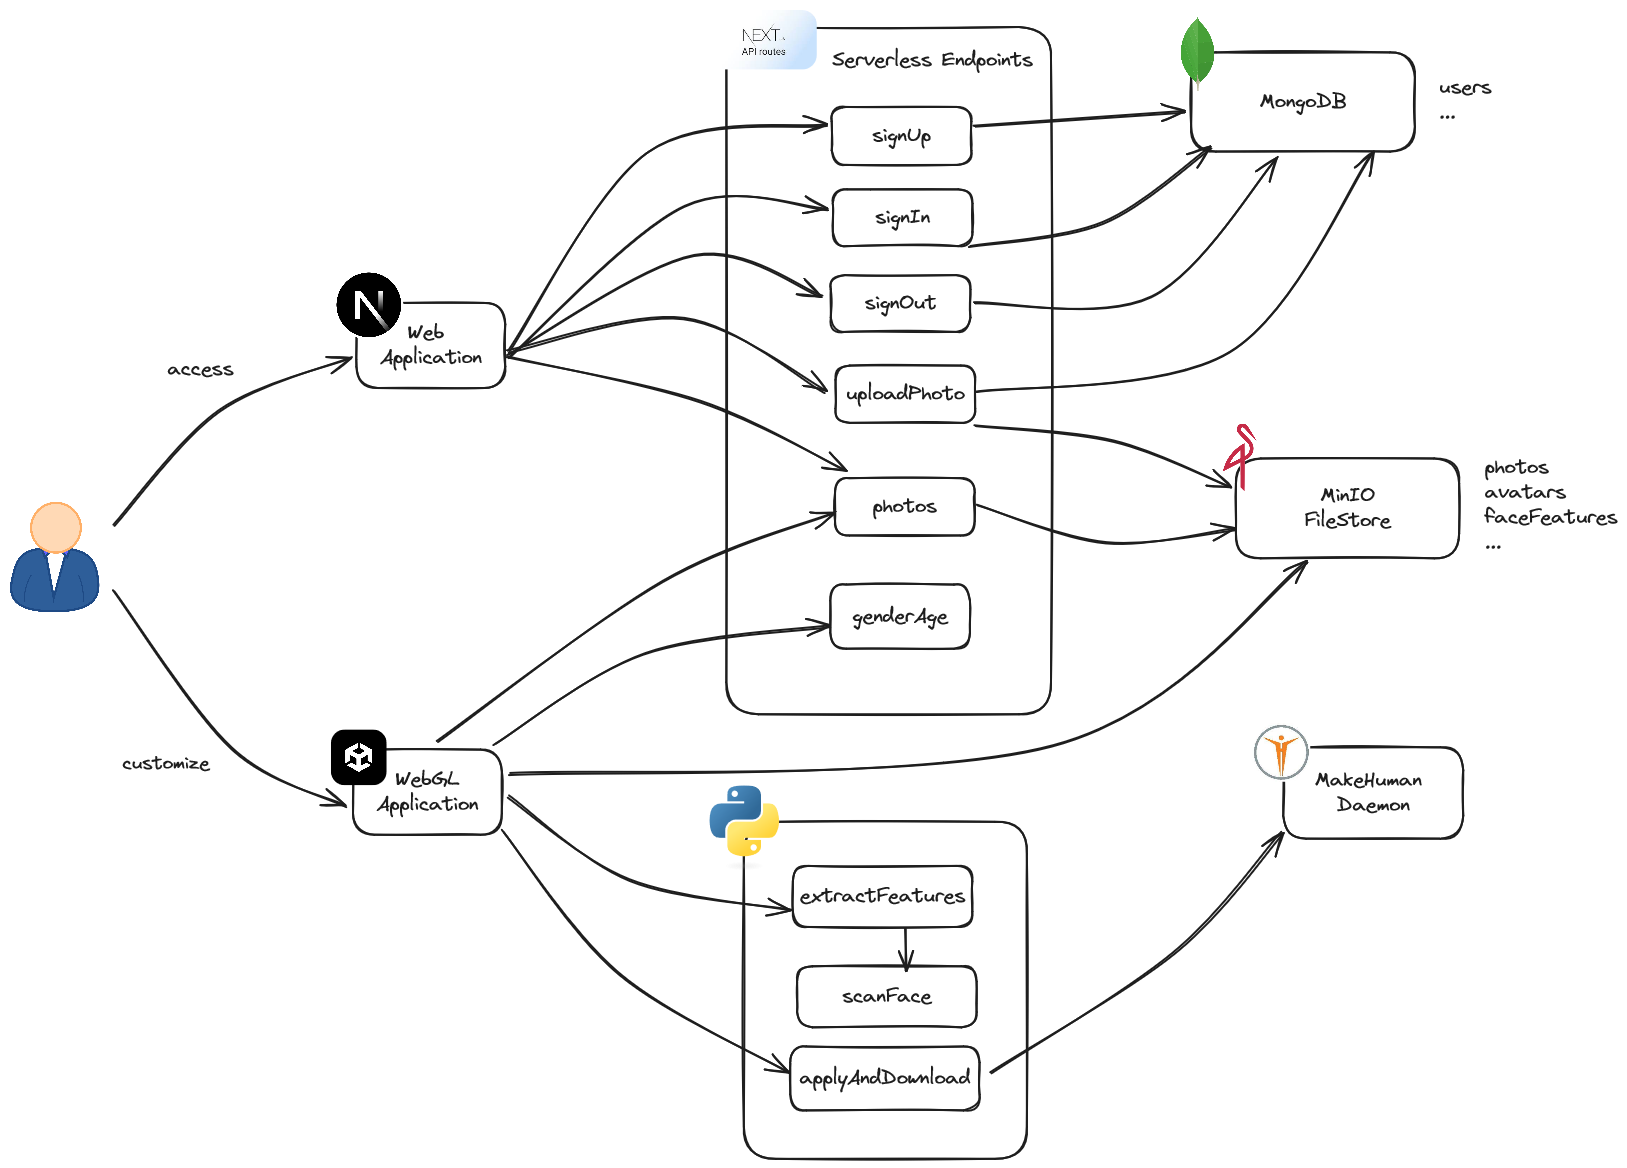 NEXT.js
API routes
Serverless Endpoints
MongoDB
users
...
signUp
signIn
signOut
uploadPhoto
photos
genderAge
access
N
Web
Application
MinIO
FileStore
photos
avatars
faceFeatures
...
customize
WebGL
Application
MakeHuman
Daemon
extractFeatures
scanFace
applyAndDownload